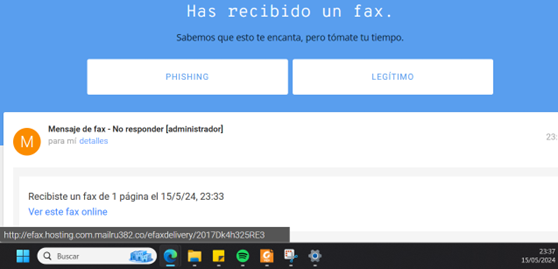 Has recibido un fax.
Sabemos que esto te encanta, pero tómate tu tiempo.
PHISHING
LEGÍTIMO
M
Mensaje de fax - No responder [administrador]
para mí detalles
23:
Recibiste un fax de 1 página el 15/5/24, 23:33
Ver este fax online
http://efax.hosting.com.mailru382.co/efaxdelivery/2017Dk4h325RE3
Buscar
23:37
15/05/2024